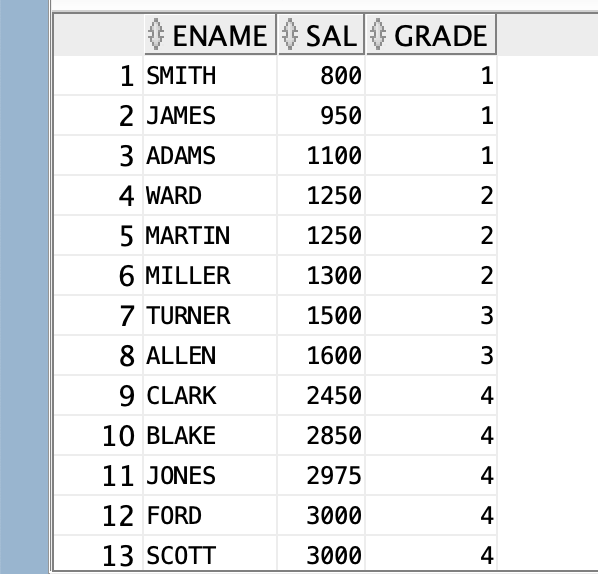 ENAME SAL GRADE
1 SMITH 800 1
2 JAMES 950 1
3 ADAMS 1100 1
4 WARD 1250 2
5 MARTIN 1250 2
6 MILLER 1300 2
7 TURNER 1500 3
8 ALLEN 1600 3
9 CLARK 2450 4
10 BLAKE 2850 4
11 JONES 2975 4
12 FORD 3000 4
13 SCOTT 3000 4